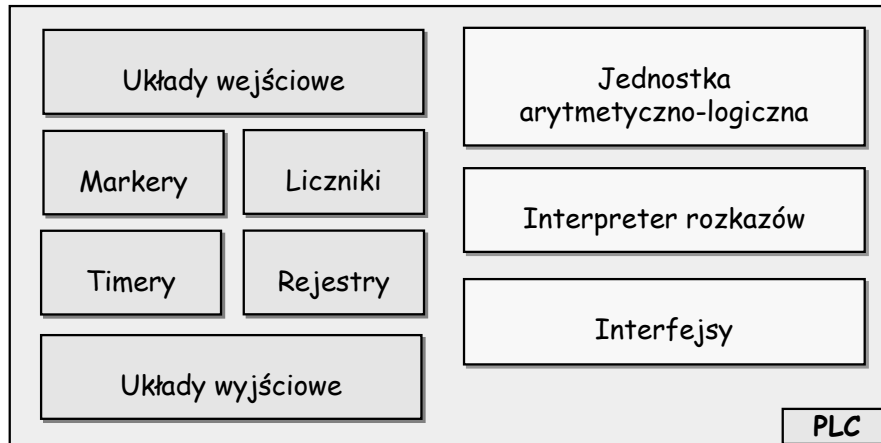 Układy wejściowe
Markery
Liczniki
Timery
Rejestry
Układy wyjściowe
Jednostka
arytmetyczno-logiczna
Interpreter rozkazów
Interfejsy
PLC